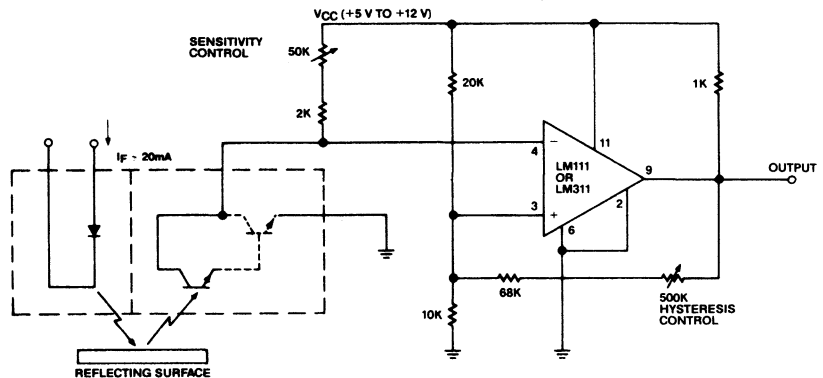 VCC (+5 V TO +12 V)
SENSITIVITY
CONTROL
50K
20K
1K
2K
IF ≈ 20mA
4
−
11
LM111
OR
LM311
9
OUTPUT
3
+
2
6
68K
500K
HYSTERESIS
CONTROL
10K
REFLECTING SURFACE